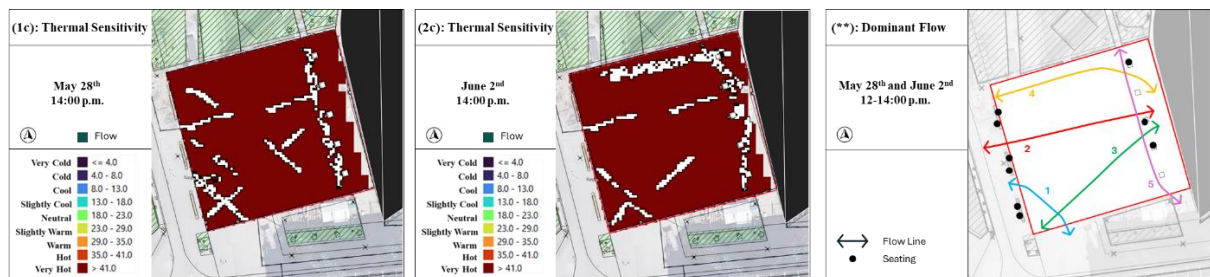 (1c): Thermal Sensitivity
May 28th
14:00 p.m.
Flow
Very Cold <= 4.0
Cold 4.0 - 8.0
Cool 8.0 - 13.0
Slightly Cool 13.0 - 18.0
Neutral 18.0 - 23.0
Slightly Warm 23.0 - 29.0
Warm 29.0 - 35.0
Hot 35.0 - 41.0
Very Hot > 41.0
(2c): Thermal Sensitivity
June 2nd
14:00 p.m.
Flow
Very Cold <= 4.0
Cold 4.0 - 8.0
Cool 8.0 - 13.0
Slightly Cool 13.0 - 18.0
Neutral 18.0 - 23.0
Slightly Warm 23.0 - 29.0
Warm 29.0 - 35.0
Hot 35.0 - 41.0
Very Hot > 41.0
(**): Dominant Flow
May 28th and June 2nd
12-14:00 p.m.
Flow Line
Seating
4
2
3
1
5